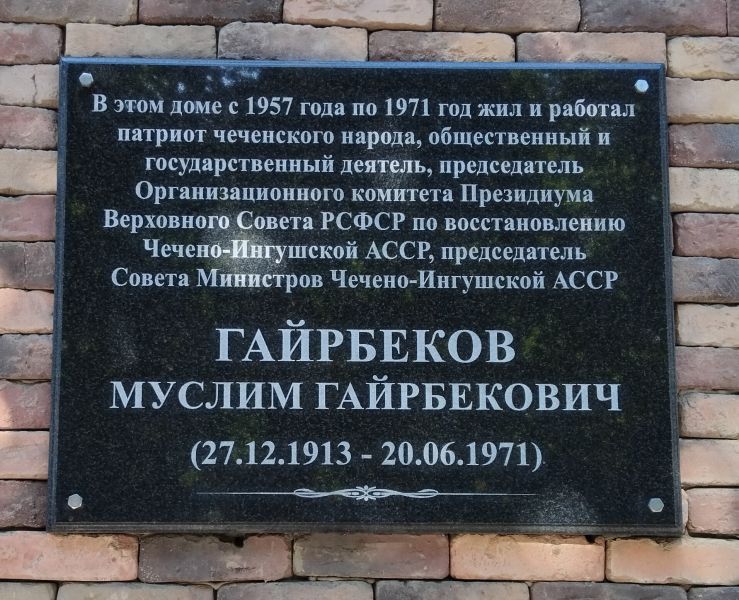 В этом доме с 1957 года по 1971 год жил и работал
патриот чеченского народа, общественный и
государственный деятель, председатель
Организационного комитета Президиума
Верховного Совета РСФСР по восстановлению
Чечено-Ингушской АССР, председатель
Совета Министров Чечено-Ингушской АССР
ГАЙРБЕКОВ
МУСЛИМ ГАЙРБЕКОВИЧ
(27.12.1913 - 20.06.1971)